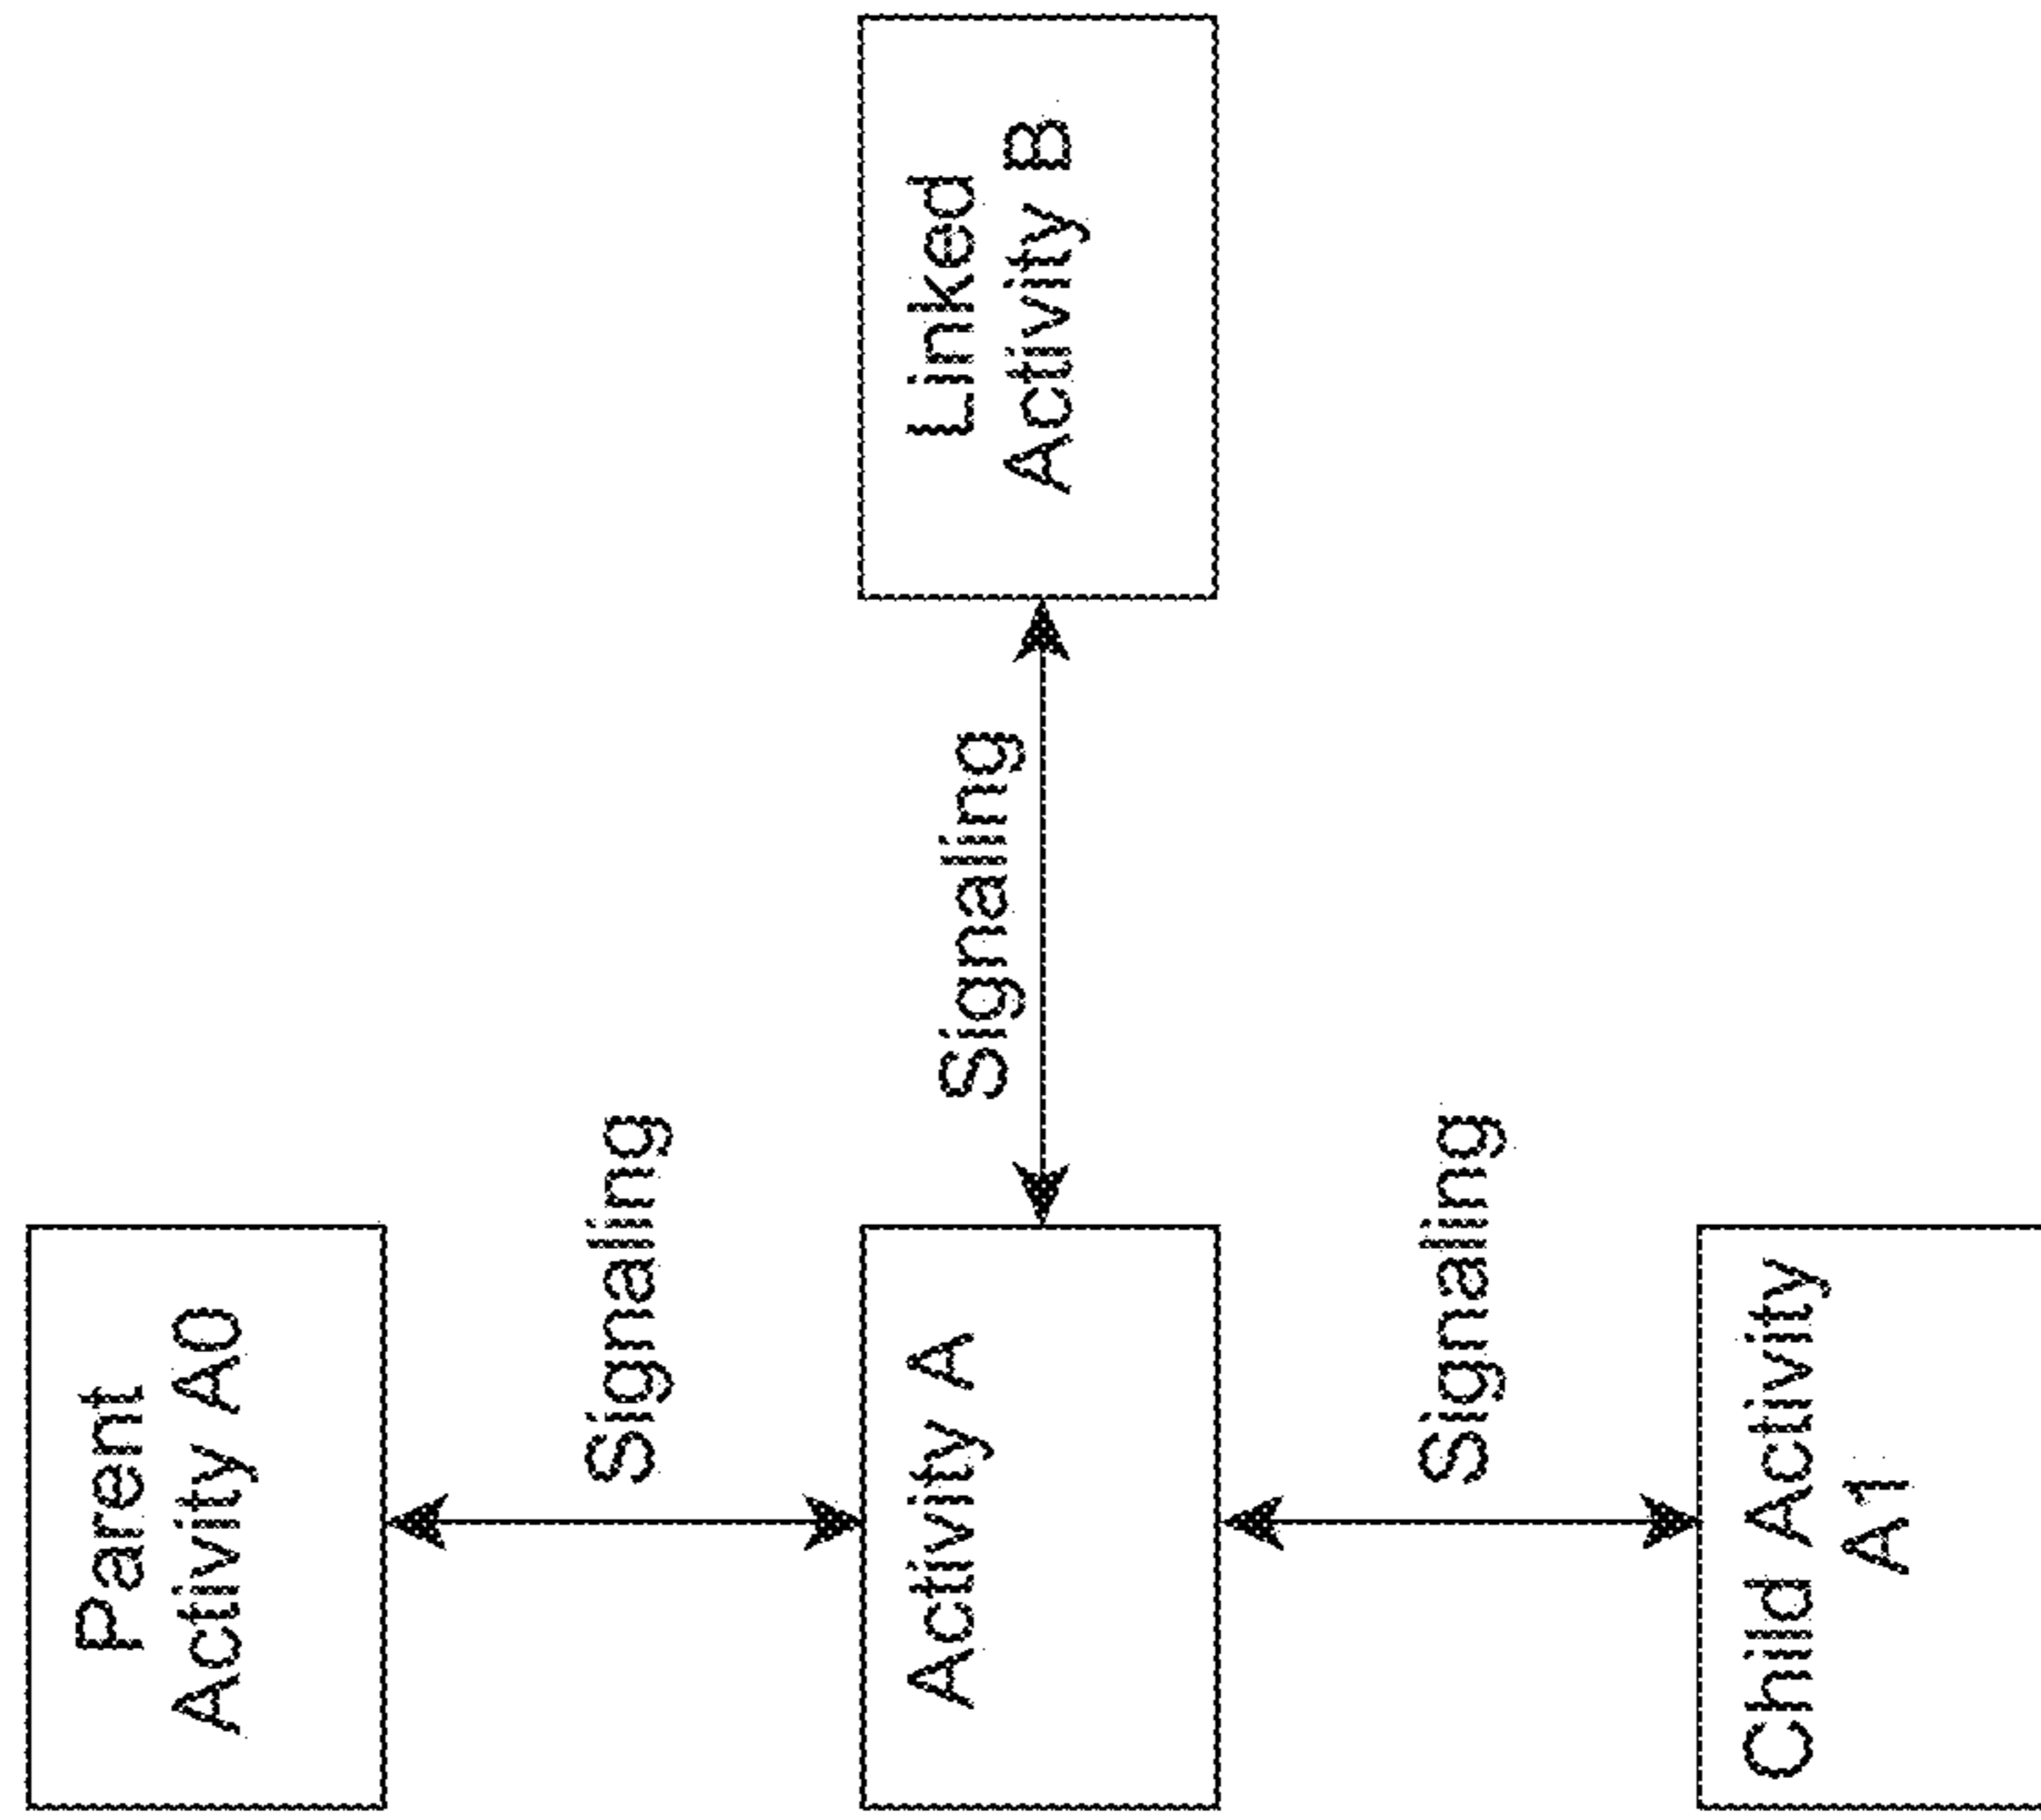 Parent
Activity A0
Signaling
Activity A
Signaling
Linked
Activity B
Signaling
Child Activity
A1